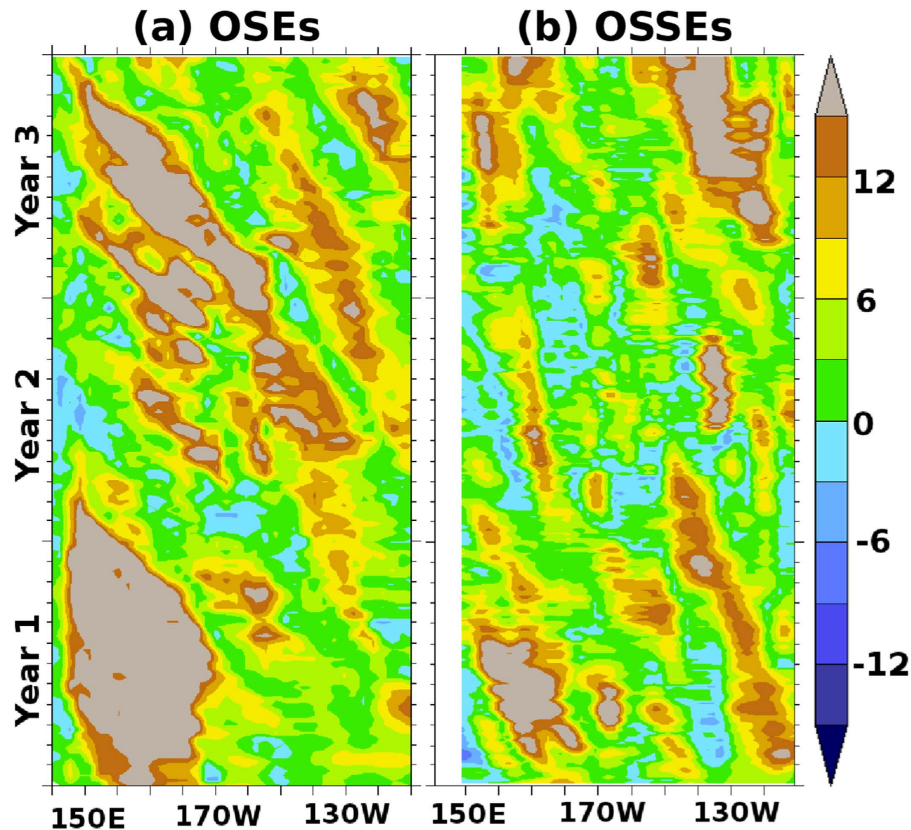 (a) OSEs
(b) OSSEs
Year 3
Year 2
Year 1
12
6
0
-6
-12
150E 170W 130W
150E 170W 130W